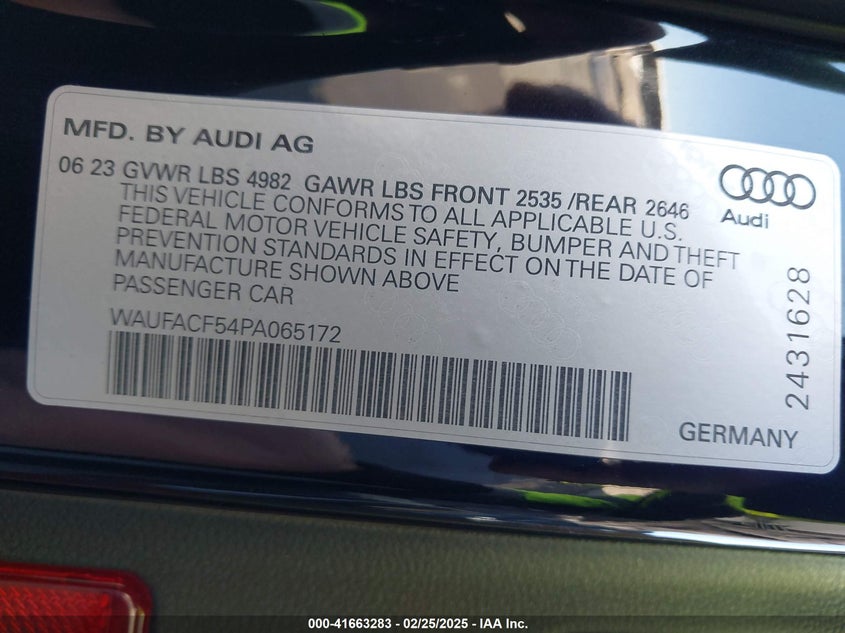 MFD. BY AUDI AG
06 23 GVWR LBS 4982 GAWR LBS FRONT 2535 /REAR 2646
THIS VEHICLE CONFORMS TO ALL APPLICABLE U.S.
FEDERAL MOTOR VEHICLE SAFETY, BUMPER AND THEFT
PREVENTION STANDARDS IN EFFECT ON THE DATE OF
MANUFACTURE SHOWN ABOVE
PASSENGER CAR
WAUFACF54PA065172
Audi
2431628
GERMANY
000-41663283 - 02/25/2025 - IAA Inc.